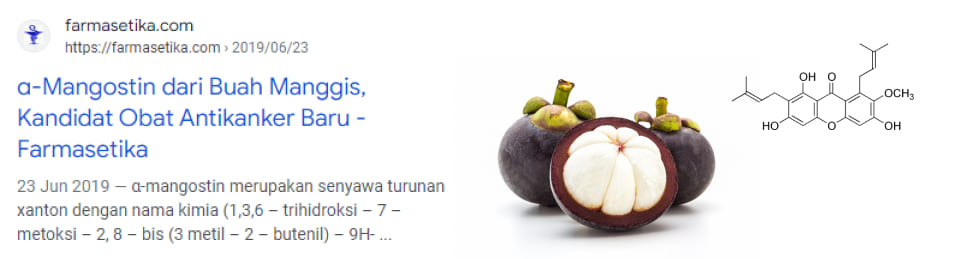 farmasetika.com
https://farmasetika.com › 2019/06/23
α-Mangostin dari Buah Manggis,
Kandidat Obat Antikanker Baru -
Farmasetika
23 Jun 2019 — α-mangostin merupakan senyawa turunan
xanton dengan nama kimia (1,3,6 – trihidroksi – 7 –
metoksi – 2, 8 – bis (3 metil – 2 – butenil) – 9H- ...
OH O
OCH3
HO O OH